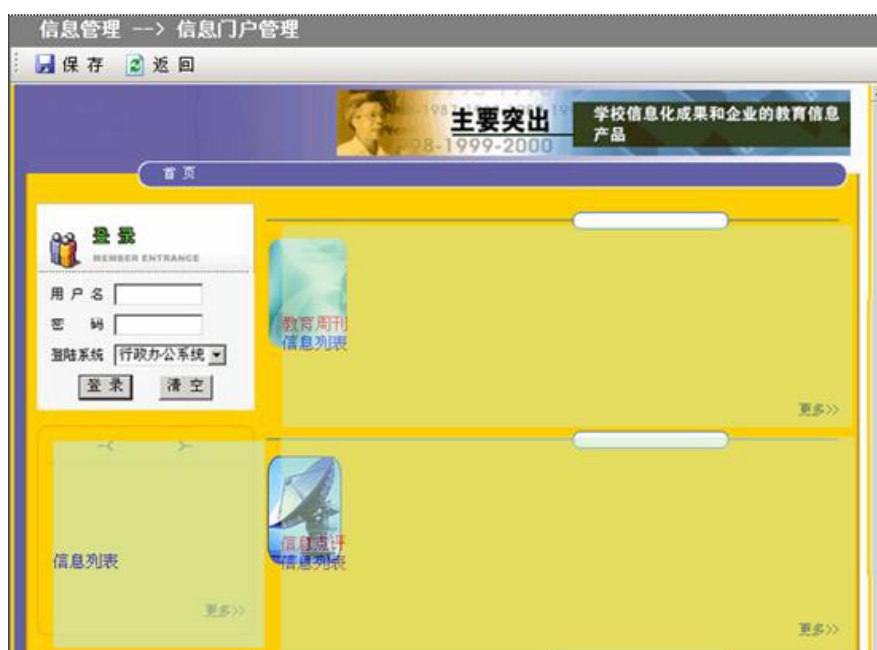 信息管理 --> 信息门户管理
保 存 返 回
主要突出
学校信息化成果和企业的教育信息
产品
98-1999-2000
首 页
登 录
MEMBER ENTRANCE
用 户 名
密 码
登陆系统 行政办公系统
登 录 清 空
教育周刊
信息列表
更多>>
-< >-
信息点评
信息列表
信息列表
更多>>
更多>>